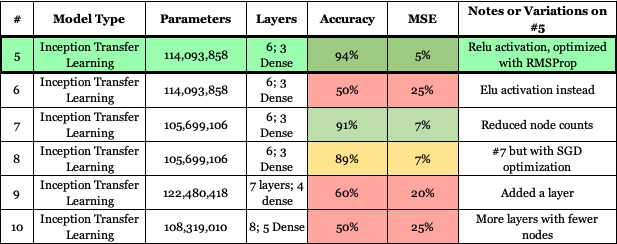 # Model Type Parameters Layers Accuracy MSE Notes or Variations on
#5
5 Inception Transfer Learning 114,093,858 6; 3 Dense 94% 5% Relu activation, optimized with RMSProp
6 Inception Transfer Learning 114,093,858 6; 3 Dense 50% 25% Elu activation instead
7 Inception Transfer Learning 105,699,106 6; 3 Dense 91% 7% Reduced node counts
8 Inception Transfer Learning 105,699,106 6; 3 Dense 89% 7% #7 but with SGD optimization
9 Inception Transfer Learning 122,480,418 7 layers; 4 dense 60% 20% Added a layer
10 Inception Transfer Learning 108,319,010 8; 5 Dense 50% 25% More layers with fewer nodes